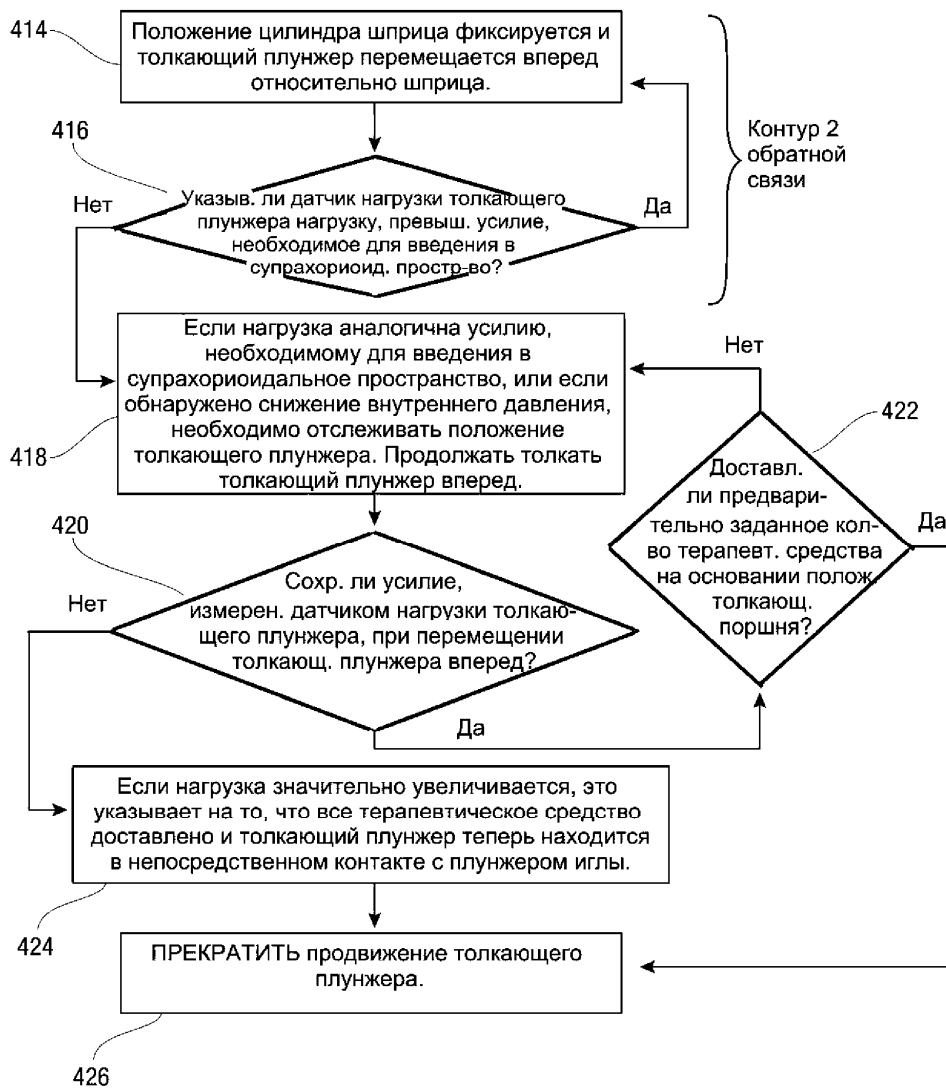 414
Положение цилиндра шприца фиксируется и
толкающий плунжер перемещается вперед
относительно шприца.
416
Контур 2
обратной
связи
Нет
Указыв. ли датчик нагрузки толкающего
плунжера нагрузку, превыш. усилие,
необходимое для введения в
супрахориоид. простр-во?
Да
418
Если нагрузка аналогична усилию,
необходимому для введения в
супрахориоидальное пространство, или если
обнаружено снижение внутреннего давления,
необходимо отслеживать положение
толкающего плунжера. Продолжать толкать
толкающий плунжер вперед.
Нет
422
Доставл.
ли предвари-
тельно заданное кол-
во терапевт. средства
на основании полож.
толкающ.
поршня?
Да
420
Нет
Сохр. ли усилие,
измерен. датчиком нагрузки толкаю-
щего плунжера, при перемещении
толкающ. плунжера вперед?
Да
Если нагрузка значительно увеличивается, это
указывает на то, что все терапевтическое средство
доставлено и толкающий плунжер теперь находится
в непосредственном контакте с плунжером иглы.
424
ПРЕКРАТИТЬ продвижение толкающего
плунжера.
426